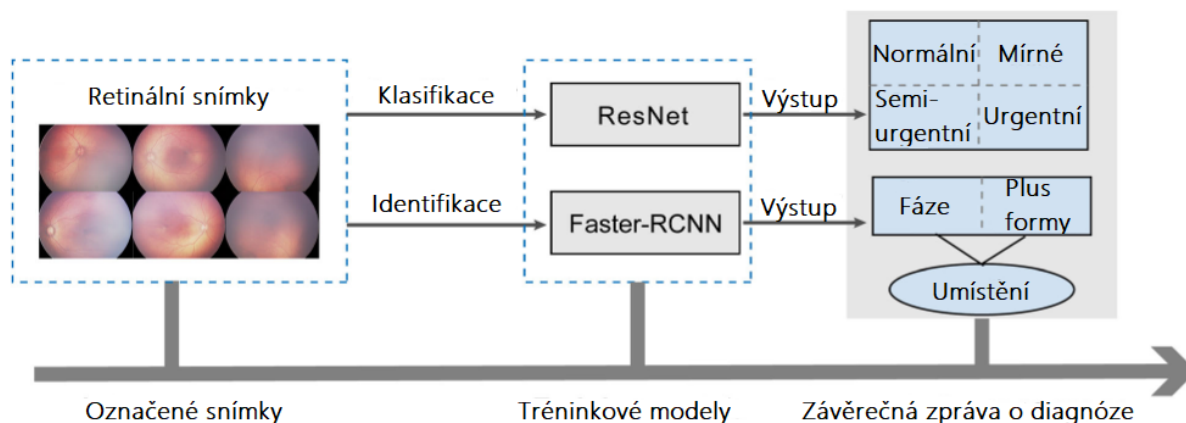 Retinální snímky
Klasifikace
Identifikace
ResNet
Faster-RCNN
Výstup
Výstup
Normální
Mírné
Semi-
urgentní
Urgentní
Fáze
Plus
formy
Umístění
Označené snímky
Tréninkové modely
Závěrečná zpráva o diagnóze